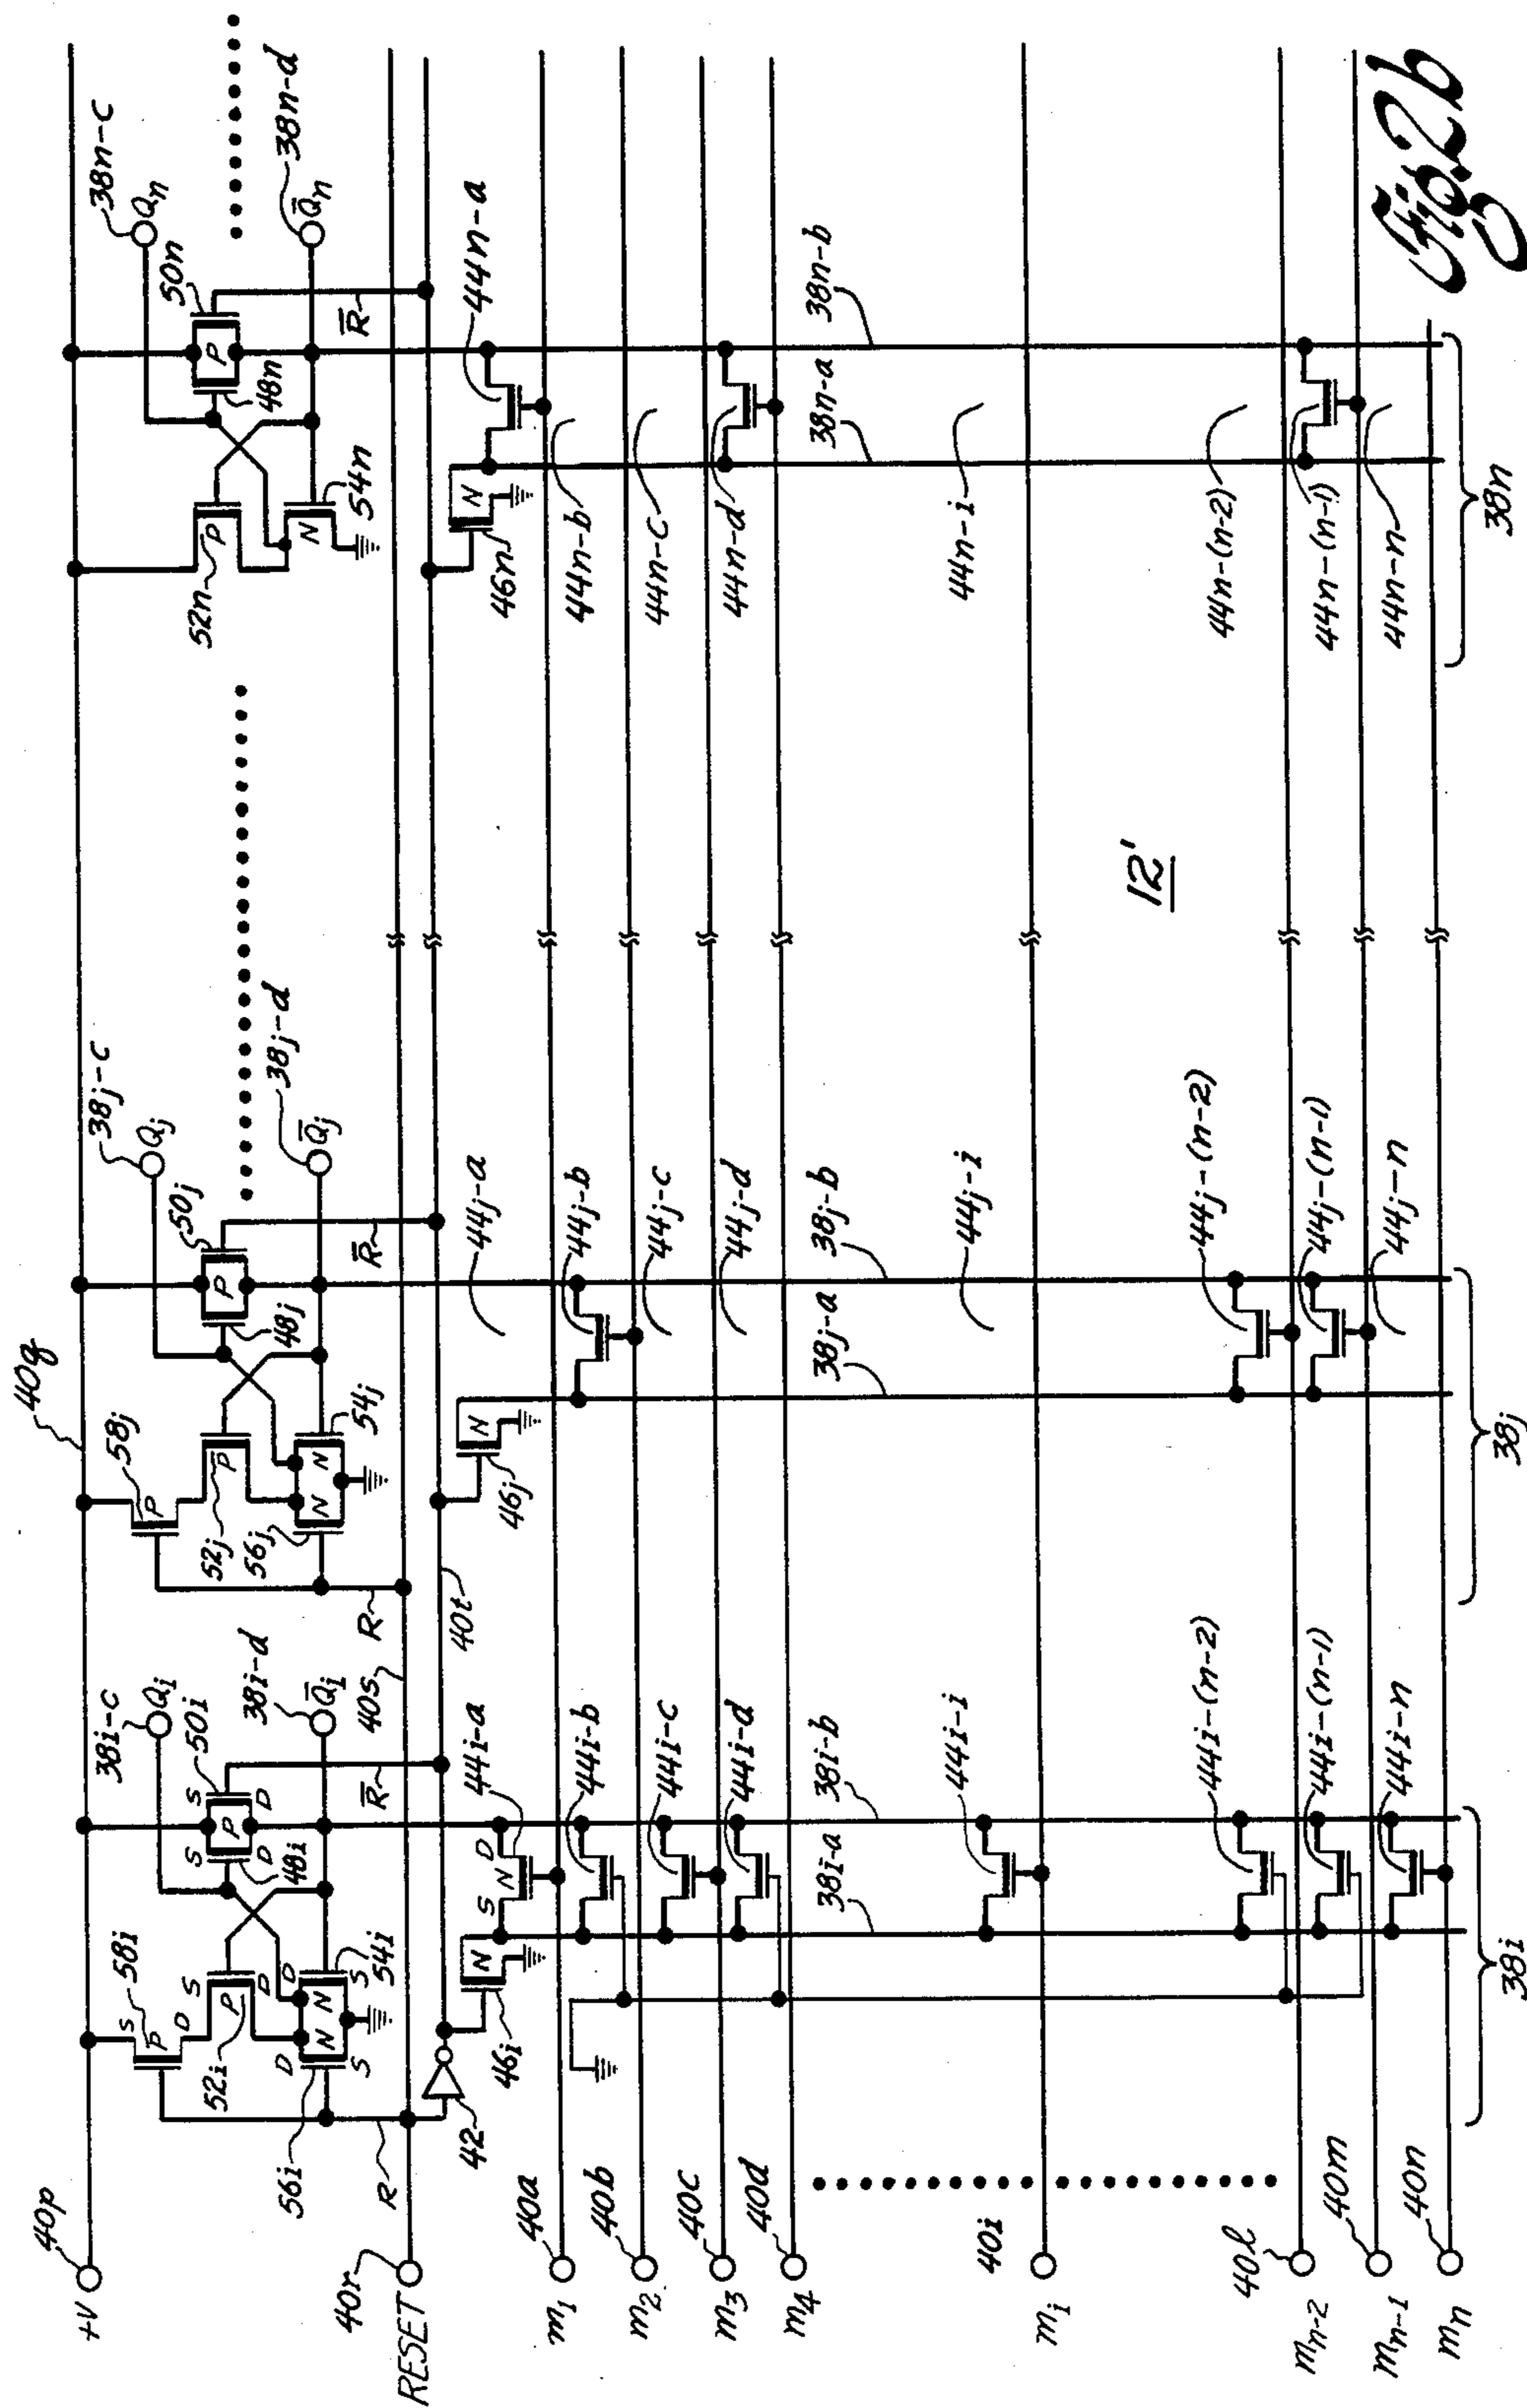 Fig. 2b
12'
40p
+V
40q
40r
RESET
R
40s
40t
42
58i
S
P
D
52i
S
P
D
56i
D
N
S
N
D
S
54i
38i-c
Qi
50i
S
P
S
D
D
48i
38i-d
Q̄i
R̄
46i
N
44i-a
S
N
D
44i-b
44i-c
44i-d
38i-a
38i-b
44i-i
44i-(n-2)
44i-(n-1)
44i-n
38i
58j
P
52j
P
56j
N
N
54j
R
38j-c
Qj
50j
P
48j
38j-d
Q̄j
R̄
46j
N
44j-a
44j-b
44j-c
44j-d
38j-a
38j-b
44j-i
44j-(n-2)
44j-(n-1)
44j-n
38j
52n
P
N
54n
38n-c
Qn
50n
P
48n
38n-d
Q̄n
R̄
46n
N
44n-a
44n-b
44n-c
44n-d
38n-a
38n-b
44n-i
44n-(n-2)
44n-(n-1)
44n-n
38n
40a
m1
40b
m2
40c
m3
40d
m4
40i
mi
40l
mn-2
40m
mn-1
40n
mn